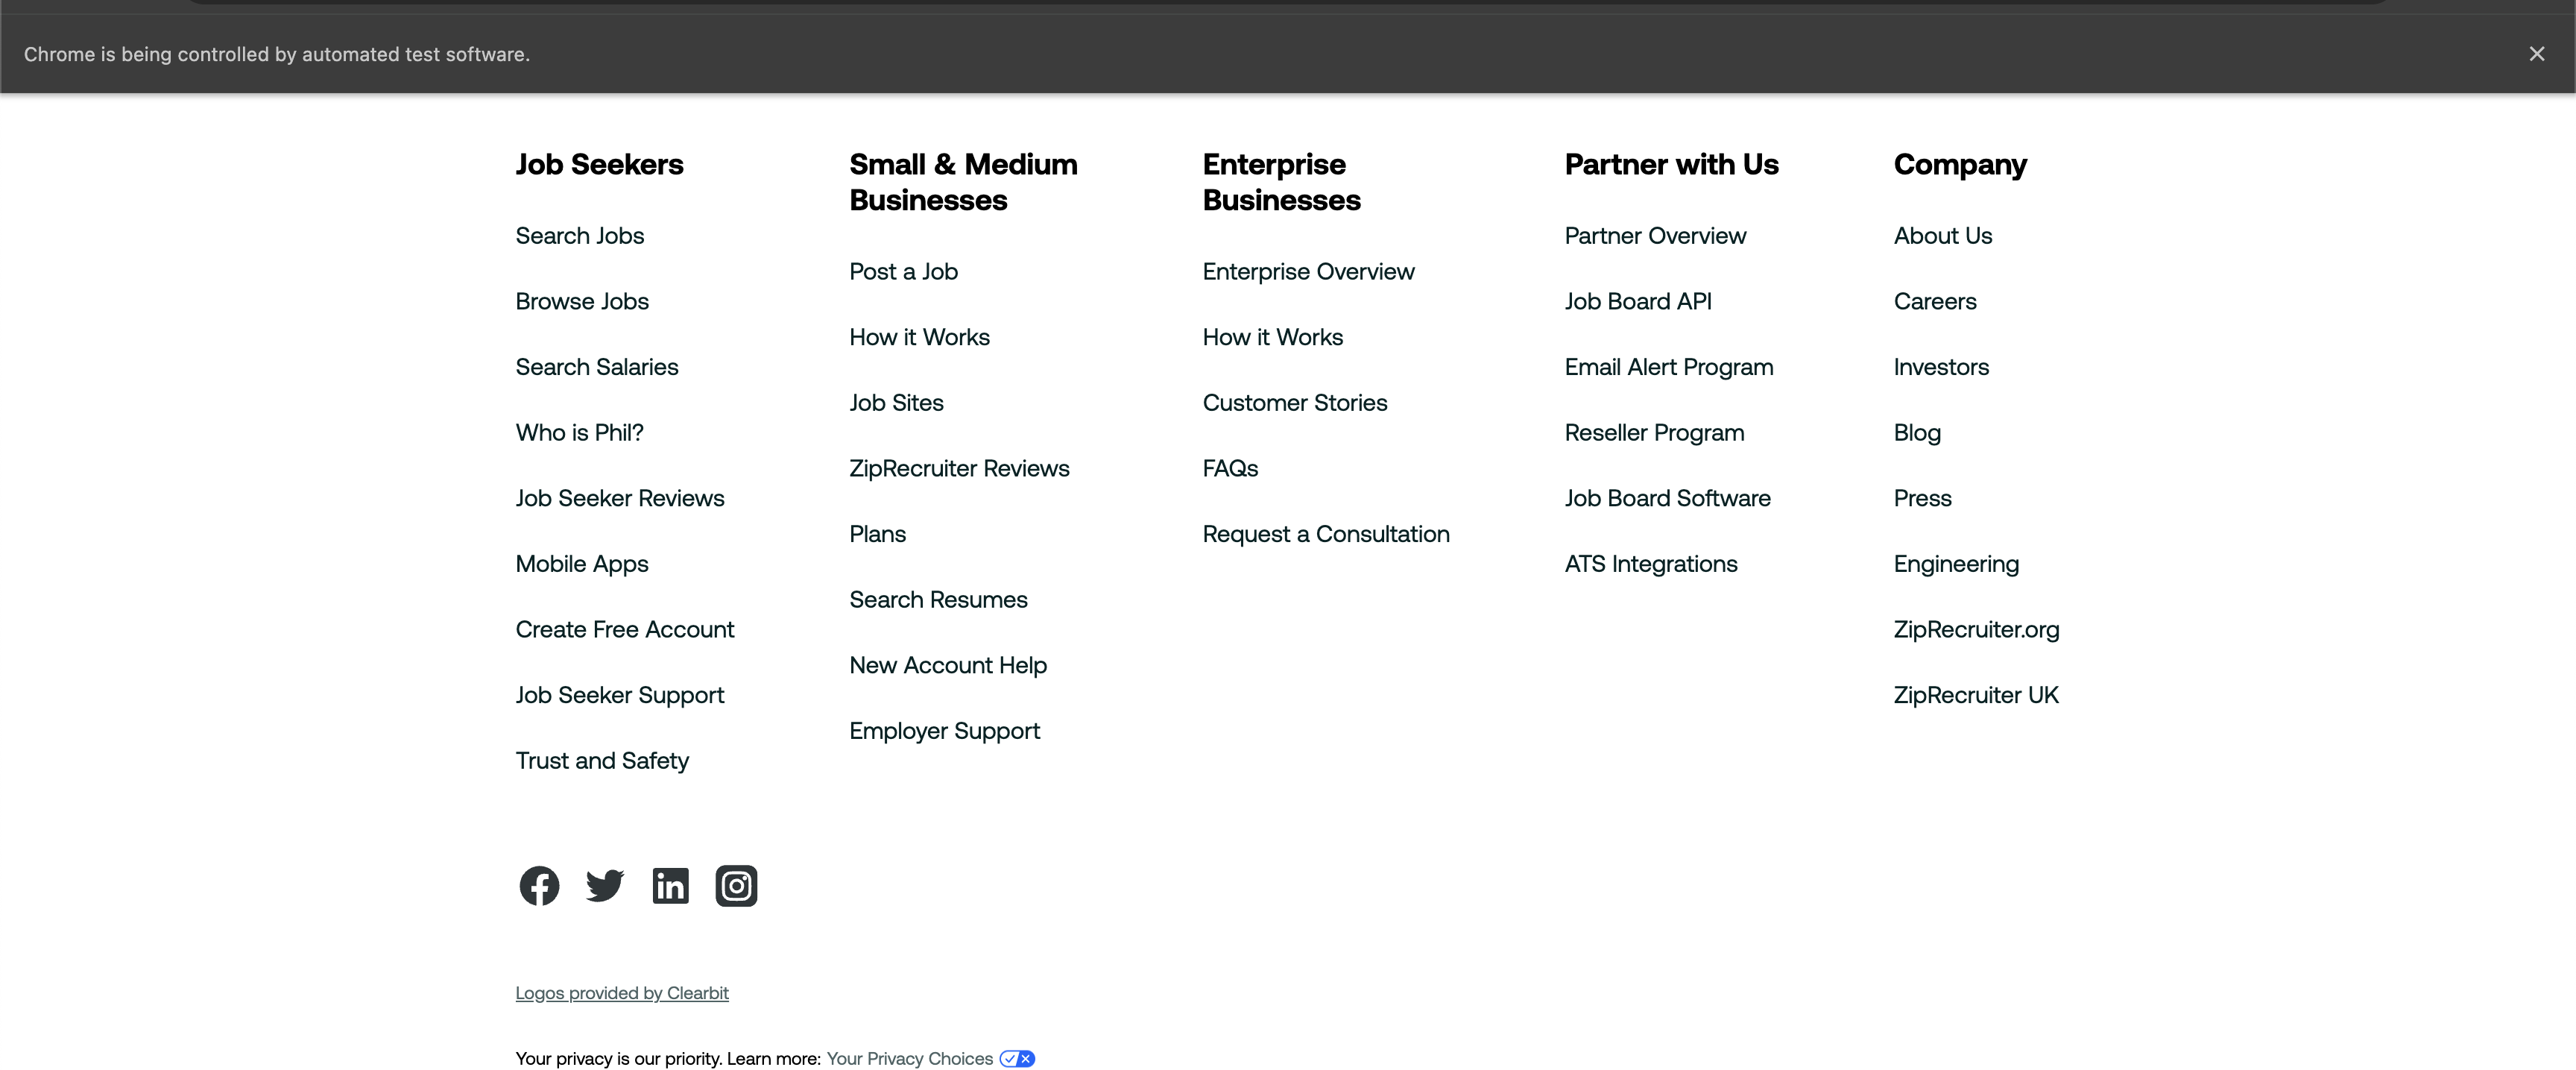 Chrome is being controlled by automated test software.
Job Seekers
Search Jobs
Browse Jobs
Search Salaries
Who is Phil?
Job Seeker Reviews
Mobile Apps
Create Free Account
Job Seeker Support
Trust and Safety
Small & Medium
Businesses
Post a Job
How it Works
Job Sites
ZipRecruiter Reviews
Plans
Search Resumes
New Account Help
Employer Support
Enterprise
Businesses
Enterprise Overview
How it Works
Customer Stories
FAQs
Request a Consultation
Partner with Us
Partner Overview
Job Board API
Email Alert Program
Reseller Program
Job Board Software
ATS Integrations
Company
About Us
Careers
Investors
Blog
Press
Engineering
ZipRecruiter.org
ZipRecruiter UK
Logos provided by Clearbit
Your privacy is our priority. Learn more: Your Privacy Choices